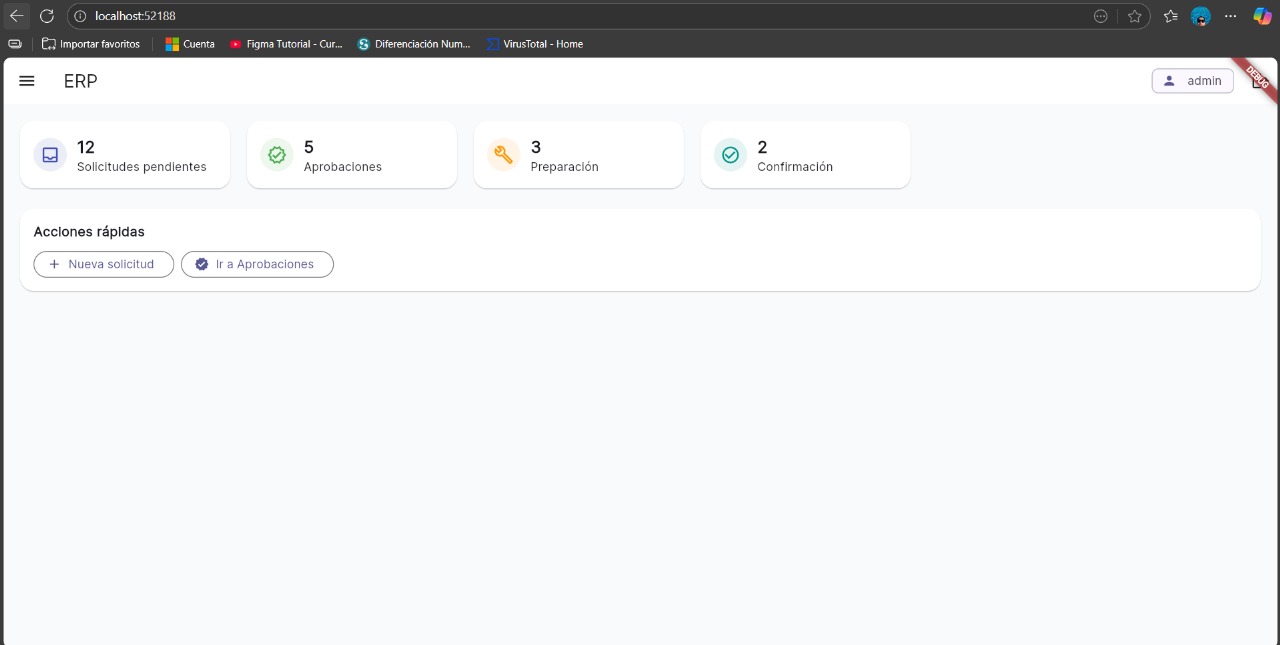 localhost:52188
Importar favoritos
Cuenta
Figma Tutorial - Cur...
Diferenciación Num...
VirusTotal - Home
ERP
admin
DEBUG
12
Solicitudes pendientes
5
Aprobaciones
3
Preparación
2
Confirmación
Acciones rápidas
+ Nueva solicitud
Ir a Aprobaciones